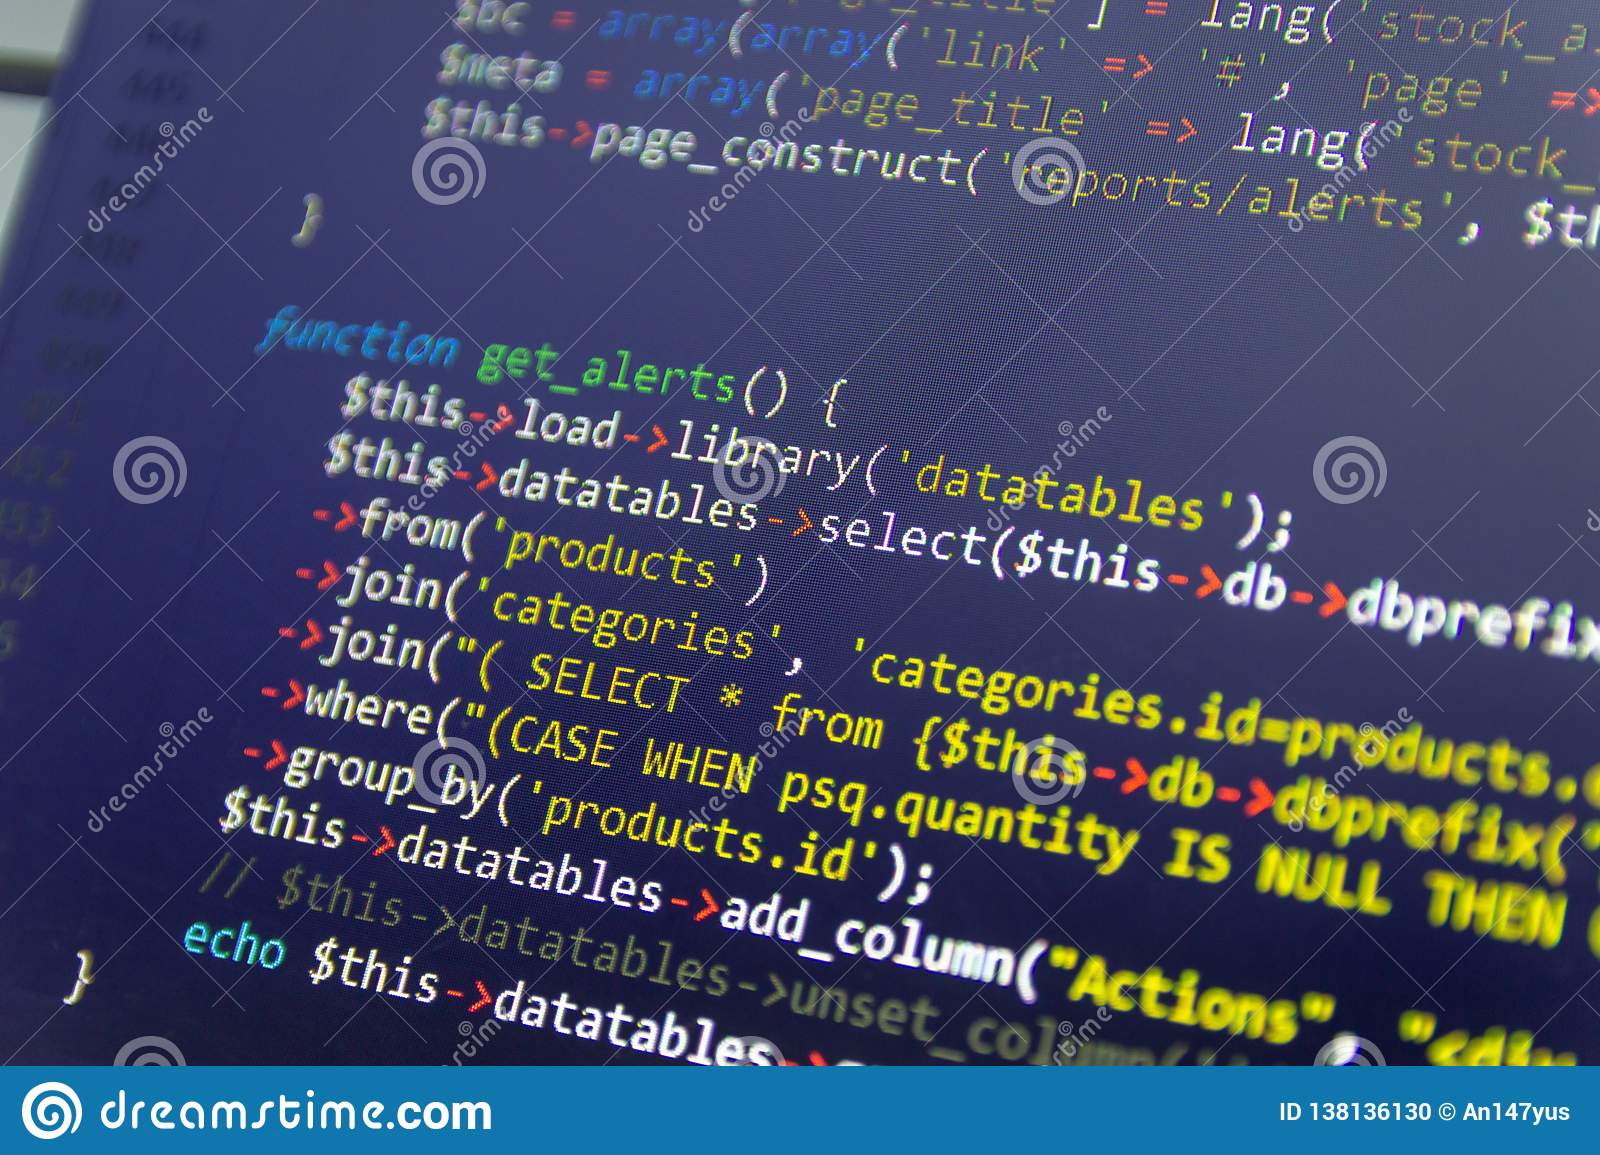 $bc = array(array('link' => '#', 'page' =>
$meta = array('page_title' => lang('stock_
$this->page_construct('reports/alerts', $th
}
function get_alerts() {
$this->load->library('datatables');
$this->datatables->select($this->db->dbprefix
->from('products')
->join('categories', 'categories.id=products.
->join("( SELECT * from {$this->db->dbprefix('
->where("(CASE WHEN psq.quantity IS NULL THEN
->group_by('products.id');
$this->datatables->add_column("Actions", "<div
// $this->datatables->unset_column(
echo $this->datatables->
}
dreamstime.com
ID 138136130 © An147yus